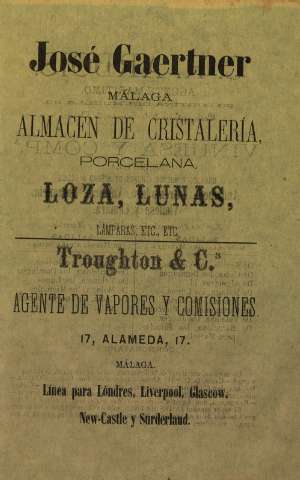 José Gaertner
MÁLAGA
ALMACEN DE CRISTALERÍA,
PORCELANA,
LOZA, LUNAS,
LÁMPARAS, ETC., ETC.
Troughton & C.ª
AGENTE DE VAPORES Y COMISIONES.
17, ALAMEDA, 17.
MÁLAGA.
Línea para Lóndres, Liverpool, Glascow,
New-Castle y Surderland.